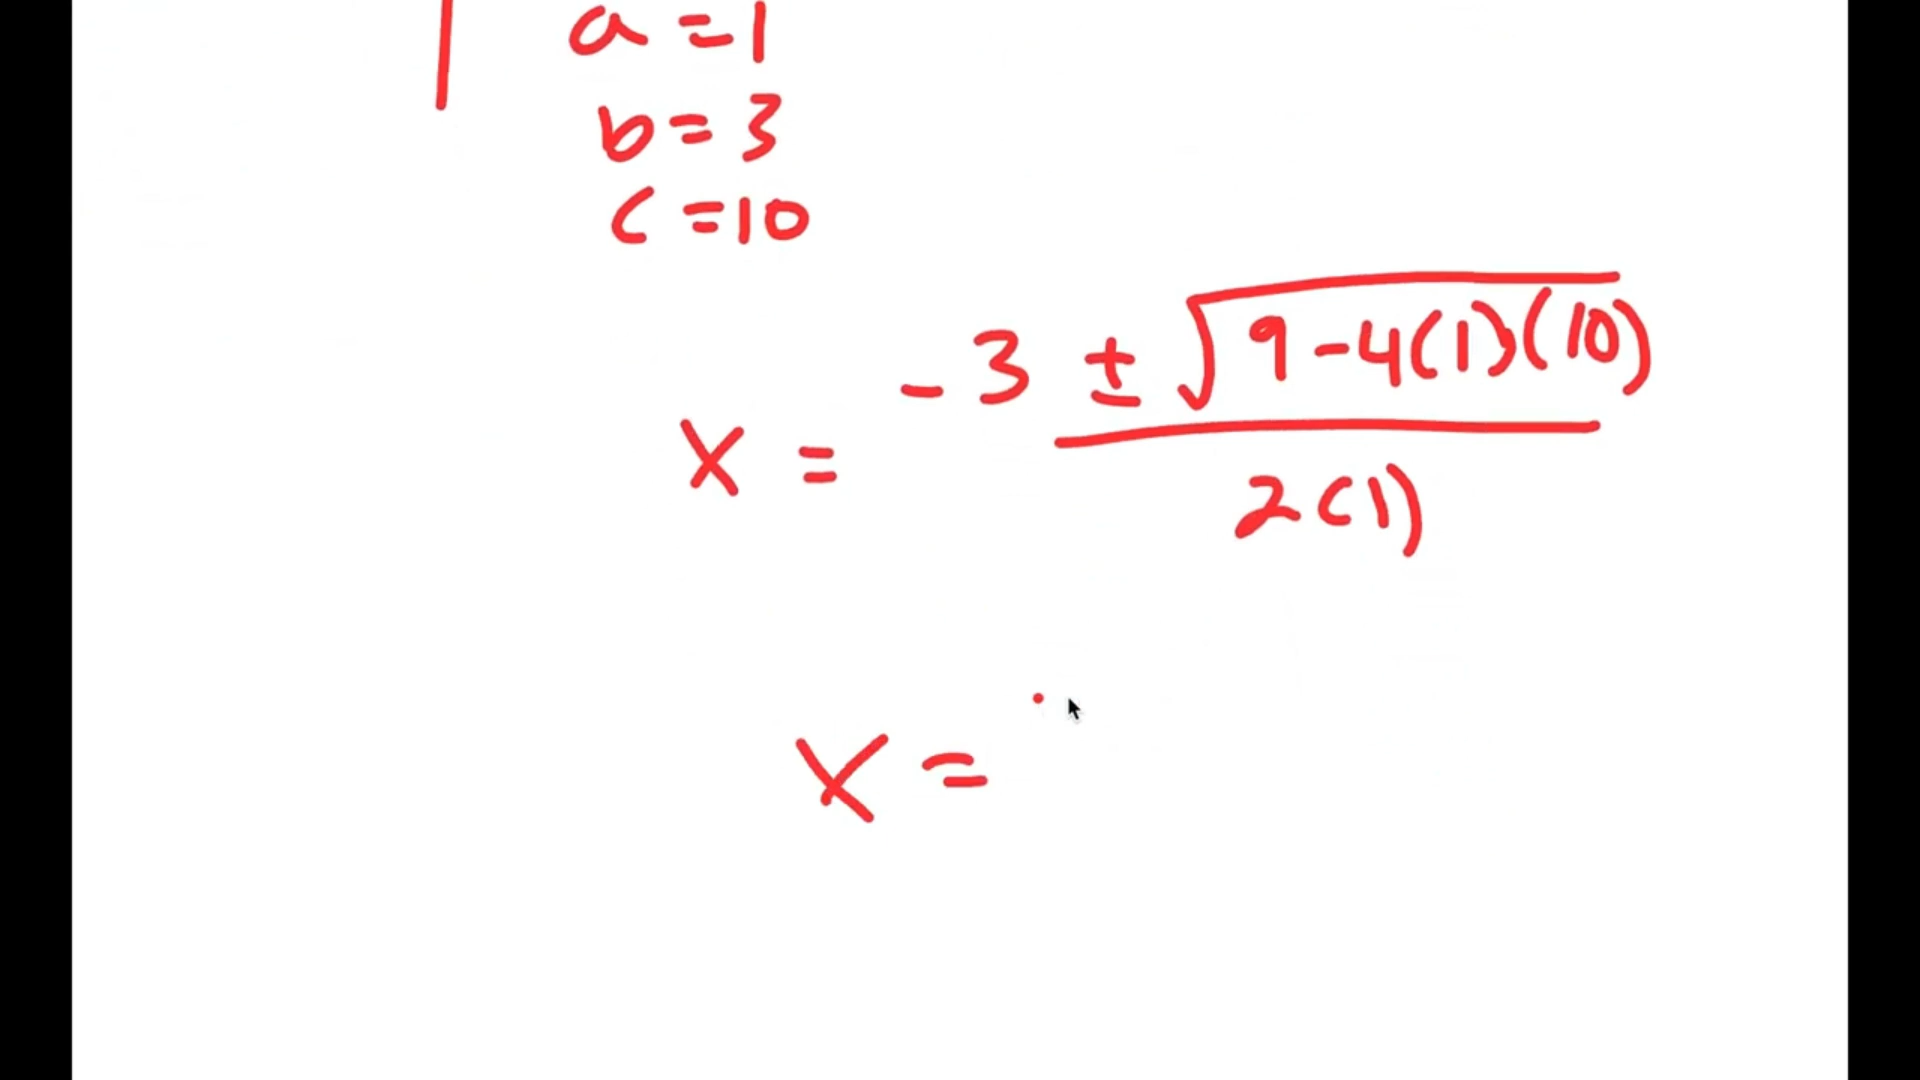 a = 1
b = 3
c = 10
x = -3 ± √9-4(1)(10) / 2(1)
x =